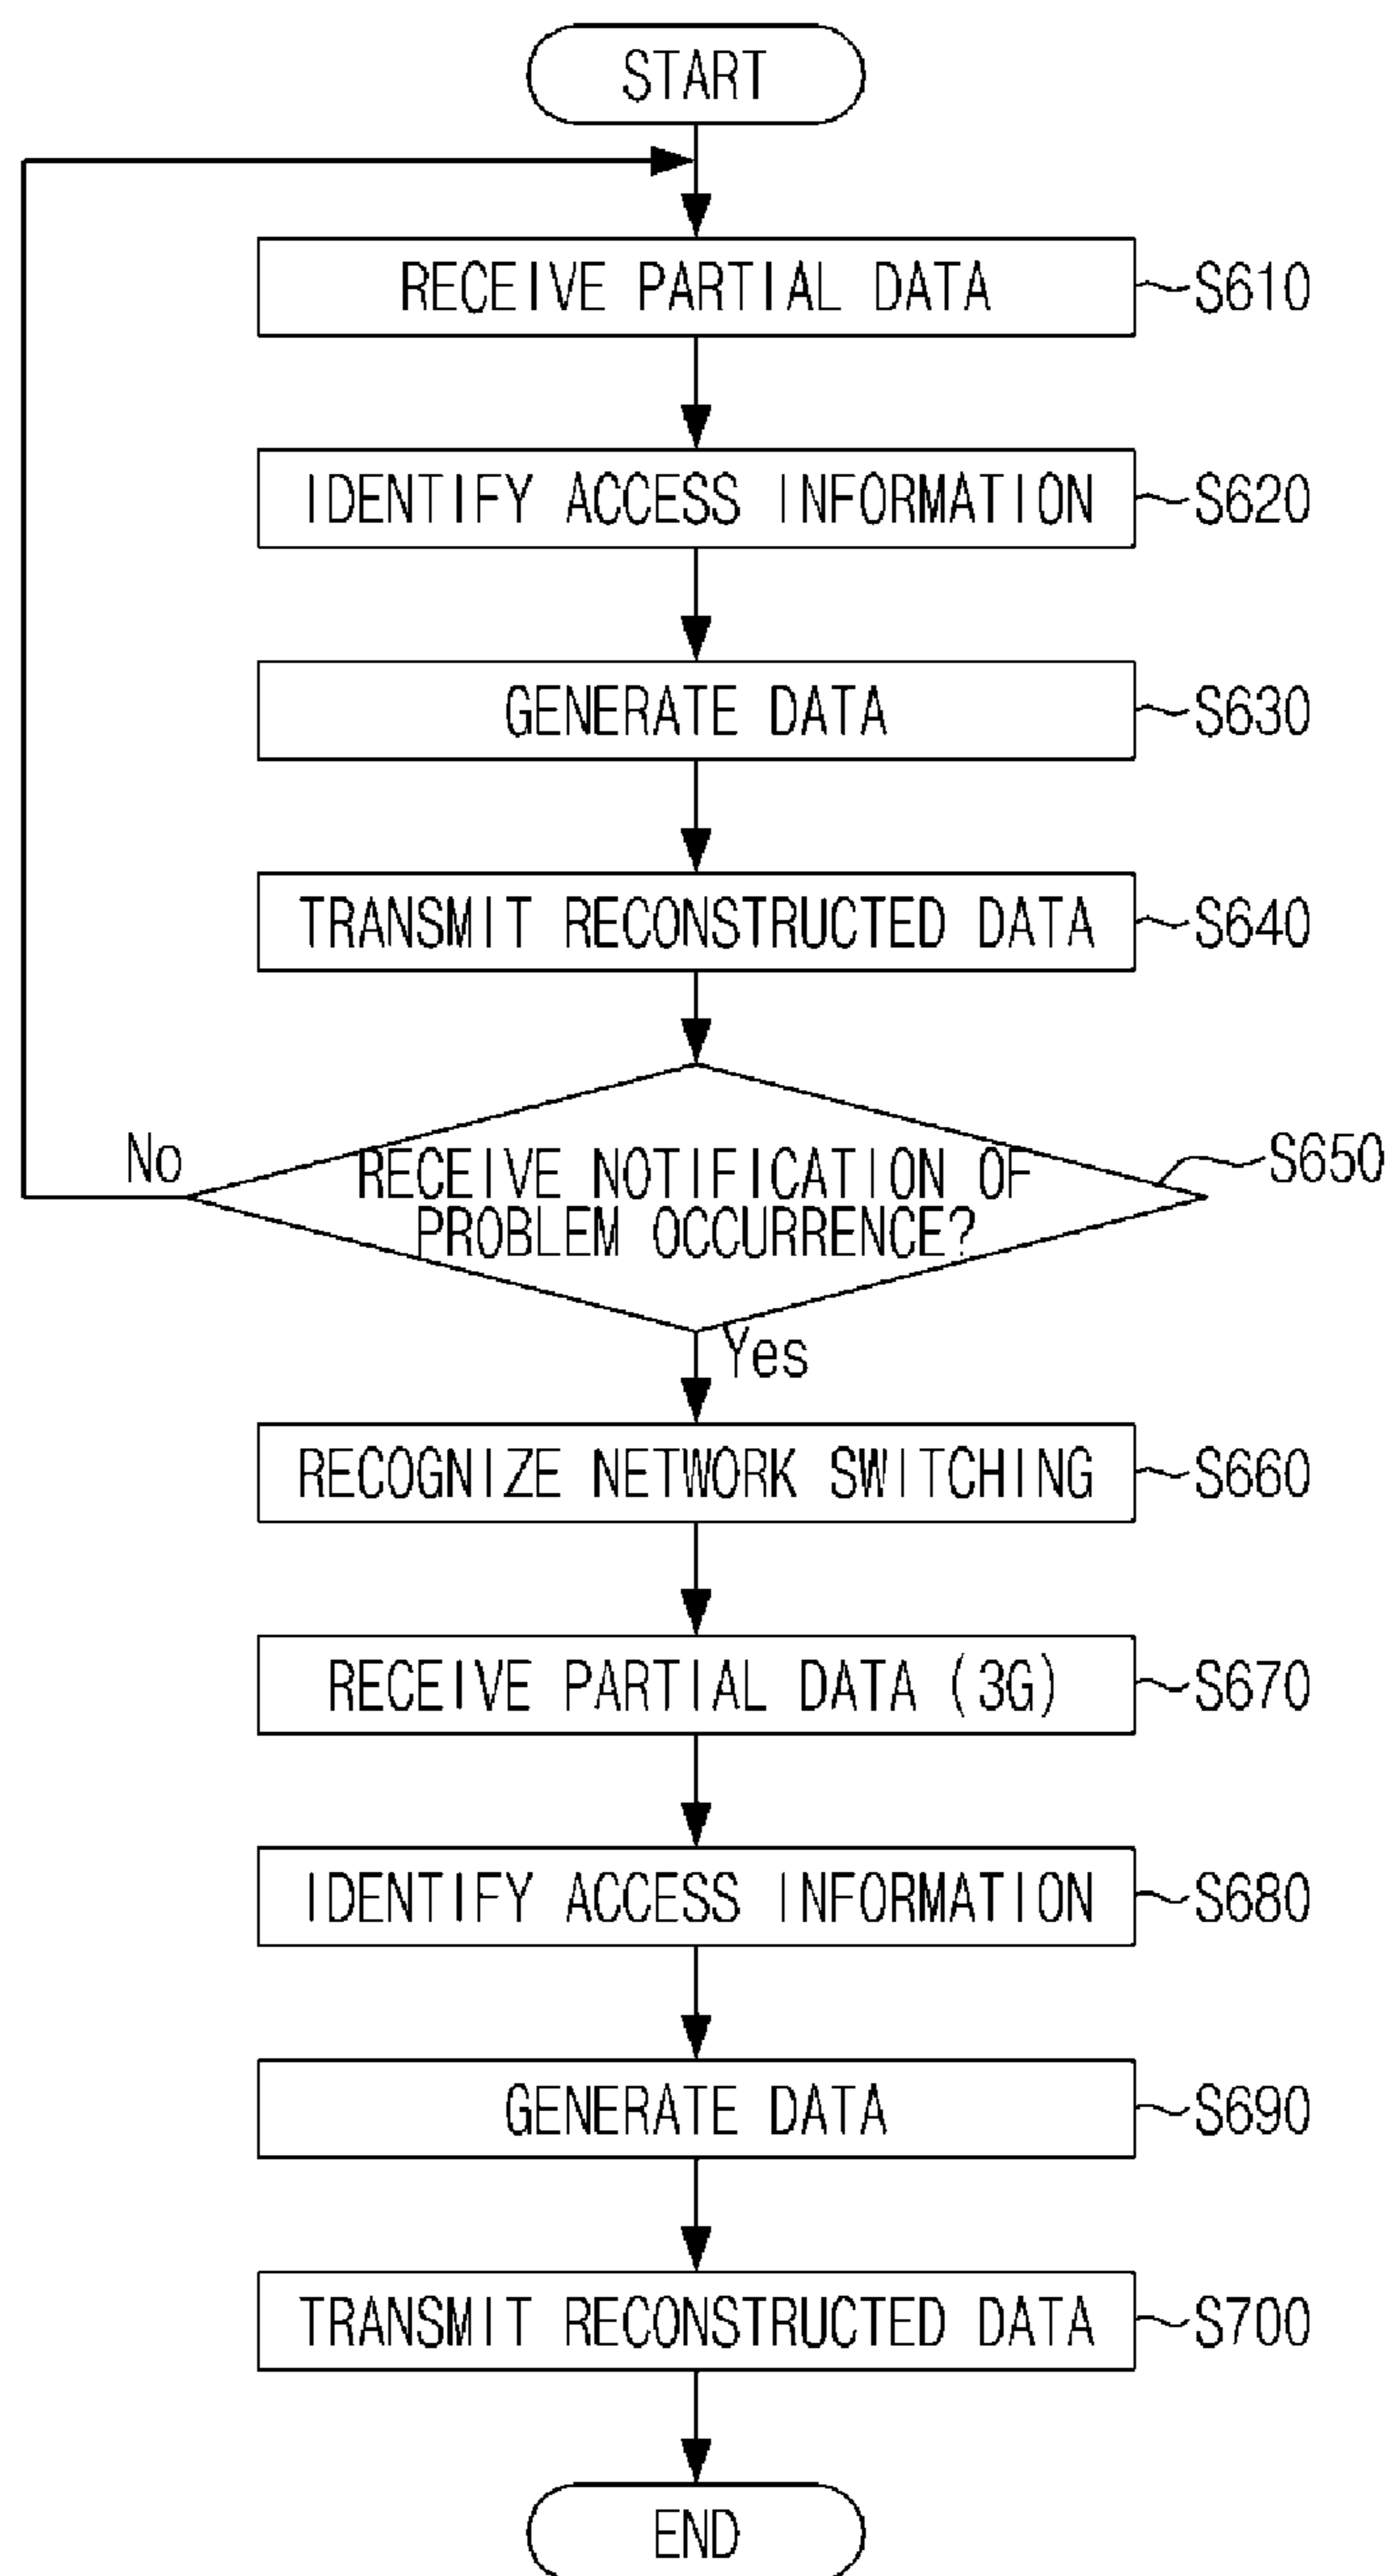 START
RECEIVE PARTIAL DATA
S610
IDENTIFY ACCESS INFORMATION
S620
GENERATE DATA
S630
TRANSMIT RECONSTRUCTED DATA
S640
No
RECEIVE NOTIFICATION OF
PROBLEM OCCURRENCE?
S650
Yes
RECOGNIZE NETWORK SWITCHING
S660
RECEIVE PARTIAL DATA (3G)
S670
IDENTIFY ACCESS INFORMATION
S680
GENERATE DATA
S690
TRANSMIT RECONSTRUCTED DATA
S700
END